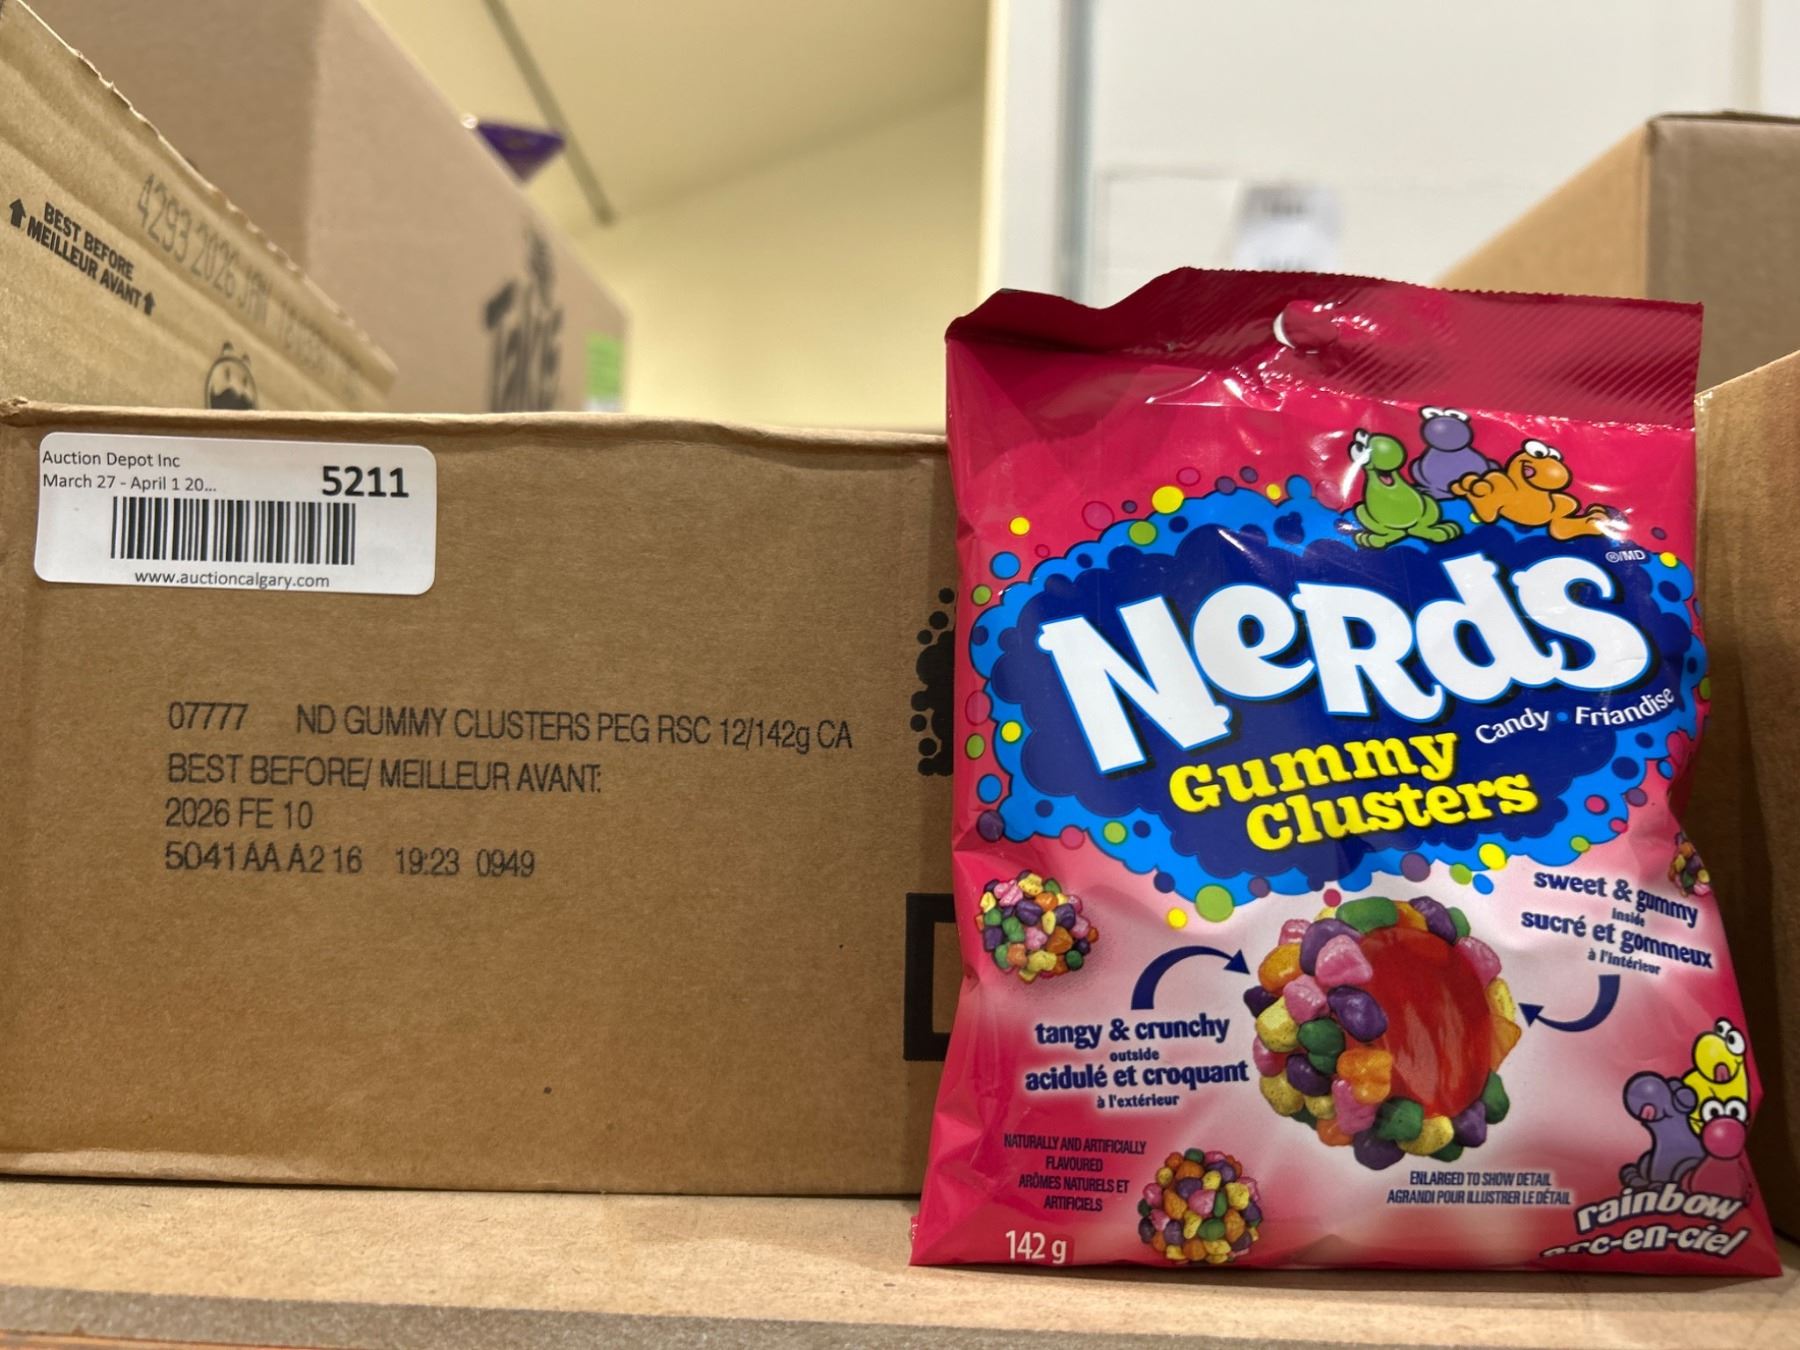 4293 2026 JAN
BEST BEFORE
MEILLEUR AVANT
Auction Depot Inc
March 27 - April 1 20...
5211
www.auctioncalgary.com
07777 ND GUMMY CLUSTERS PEG RSC 12/142g CA
BEST BEFORE/ MEILLEUR AVANT:
2026 FE 10
5041 AA A2 16 19:23 0949
NeRdS
®/MD
Candy • Friandise
Gummy
Clusters
sweet & gummy
inside
sucré et gommeux
à l'intérieur
tangy & crunchy
outside
acidulé et croquant
à l'extérieur
NATURALLY AND ARTIFICIALLY
FLAVOURED
ARÔMES NATURELS ET
ARTIFICIELS
ENLARGED TO SHOW DETAIL
AGRANDI POUR ILLUSTRER LE DÉTAIL
142 g
rainbow
arc-en-ciel